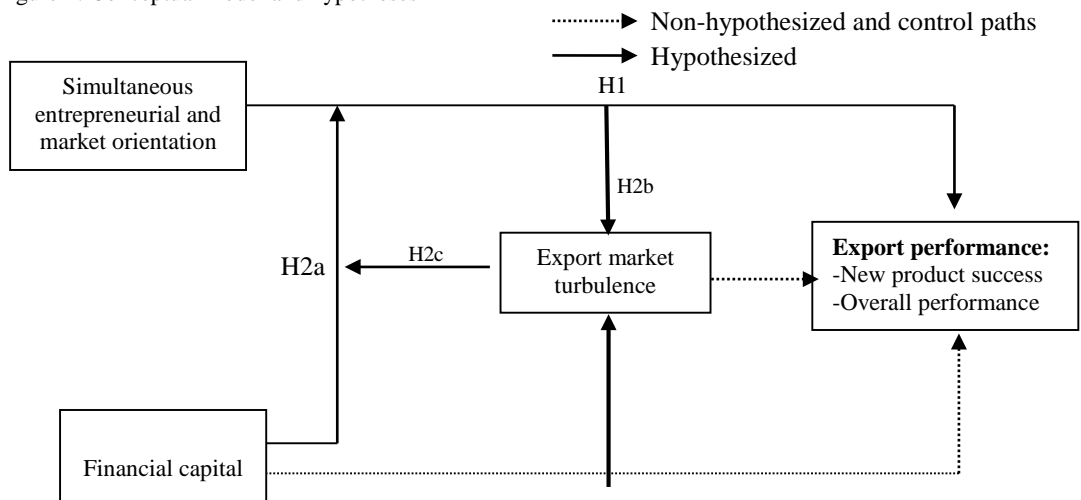 Non-hypothesized and control paths
Hypothesized
H1
Simultaneous
entrepreneurial and
market orientation
H2b
H2a
H2c
Export market
turbulence
Export performance:
-New product success
-Overall performance
Financial capital